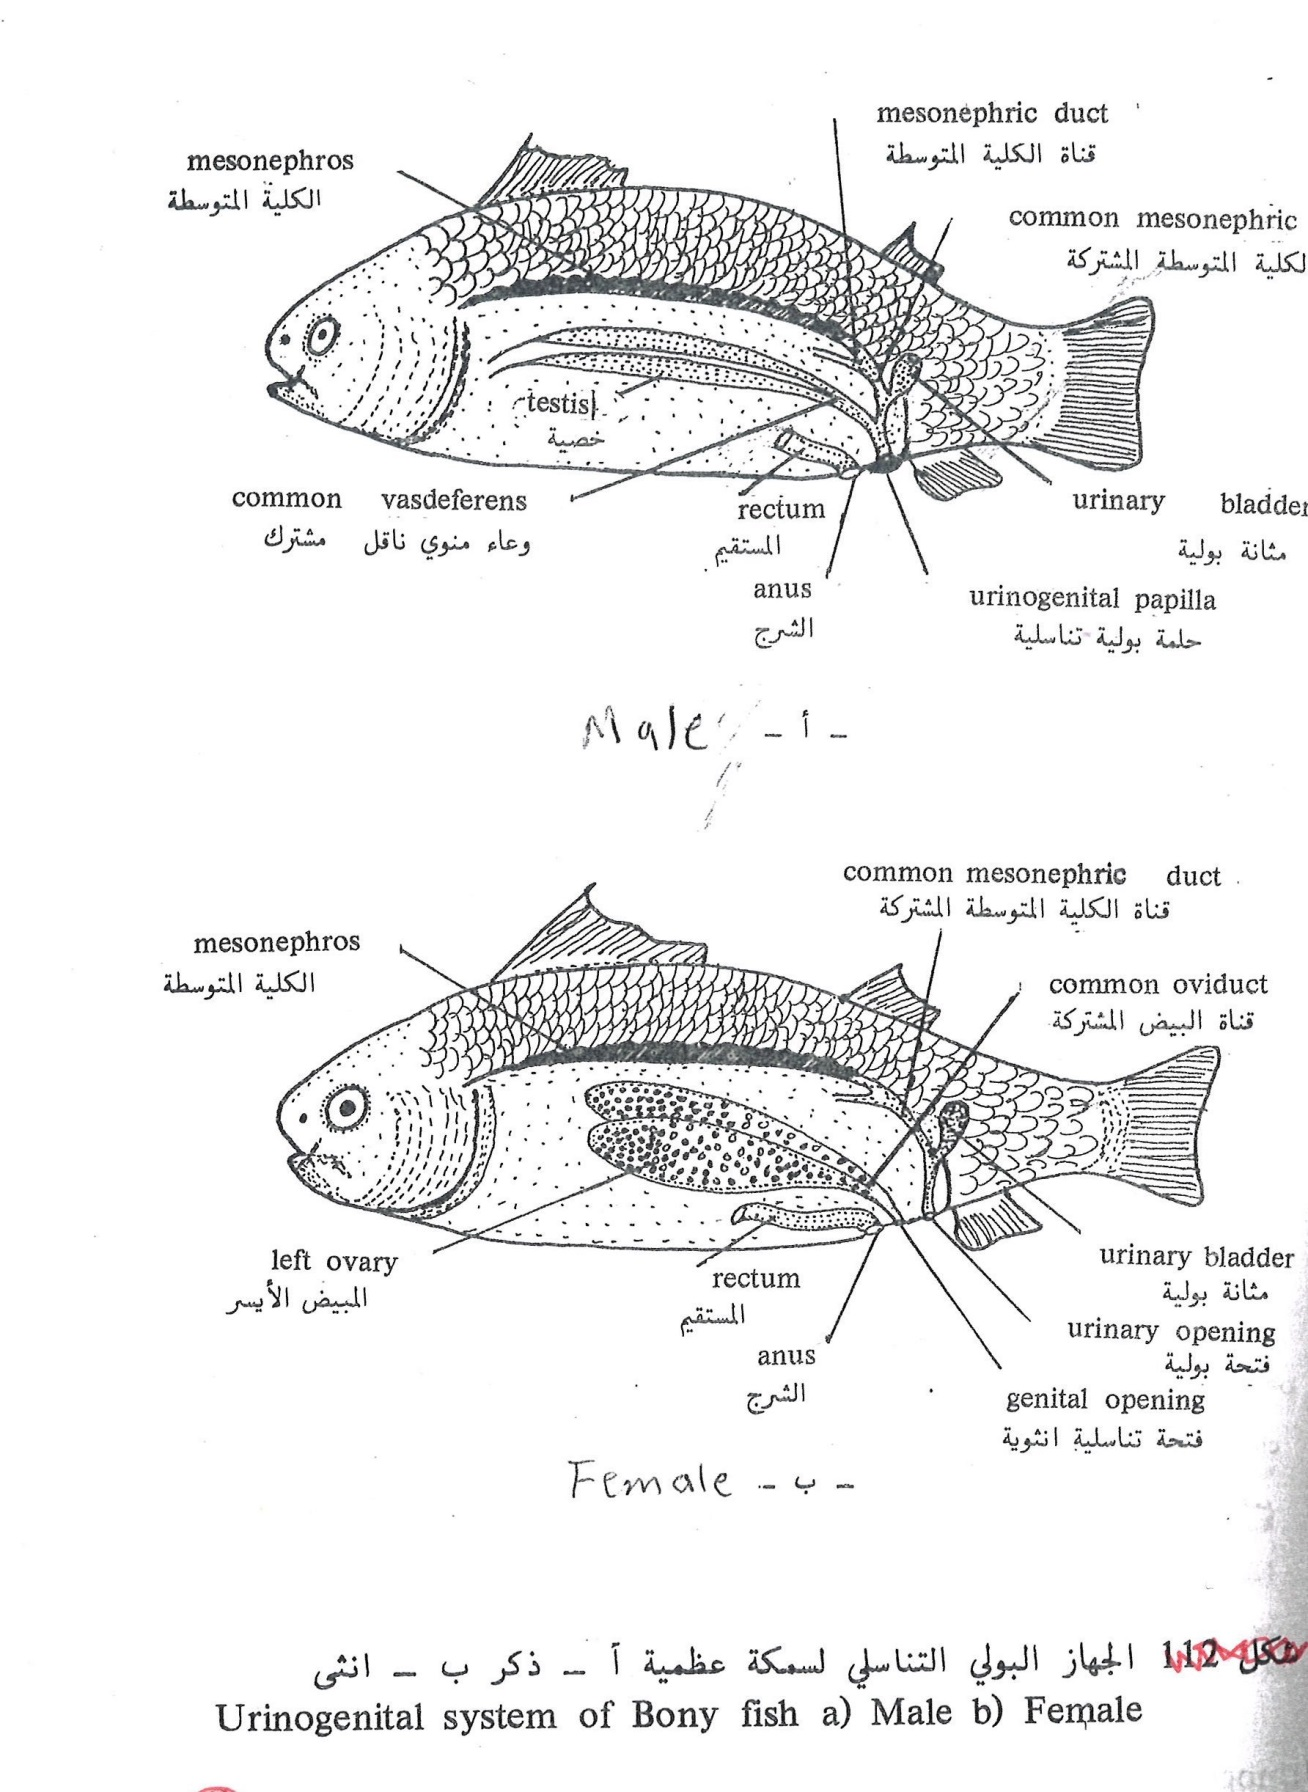 mesonephric duct
قناة الكلية المتوسطة
mesonephros
الكلية المتوسطة
common mesonephric
لكلية المتوسطة المشتركة
testis
خصية
common vasdeferens
وعاء منوي ناقل مشترك
rectum
المستقيم
urinary bladder
مثانة بولية
anus
الشرج
urinogenital papilla
حلمة بولية تناسلية
Male - أ -
common mesonephric duct
قناة الكلية المتوسطة المشتركة
mesonephros
الكلية المتوسطة
common oviduct
قناة البيض المشتركة
left ovary
المبيض الأيسر
rectum
المستقيم
urinary bladder
مثانة بولية
urinary opening
فتحة بولية
anus
الشرج
genital opening
فتحة تناسلية انثوية
Female - ب -
شكل 112 الجهاز البولي التناسلي لسمكة عظمية آ - ذكر ب - انثى
Urinogenital system of Bony fish a) Male b) Female